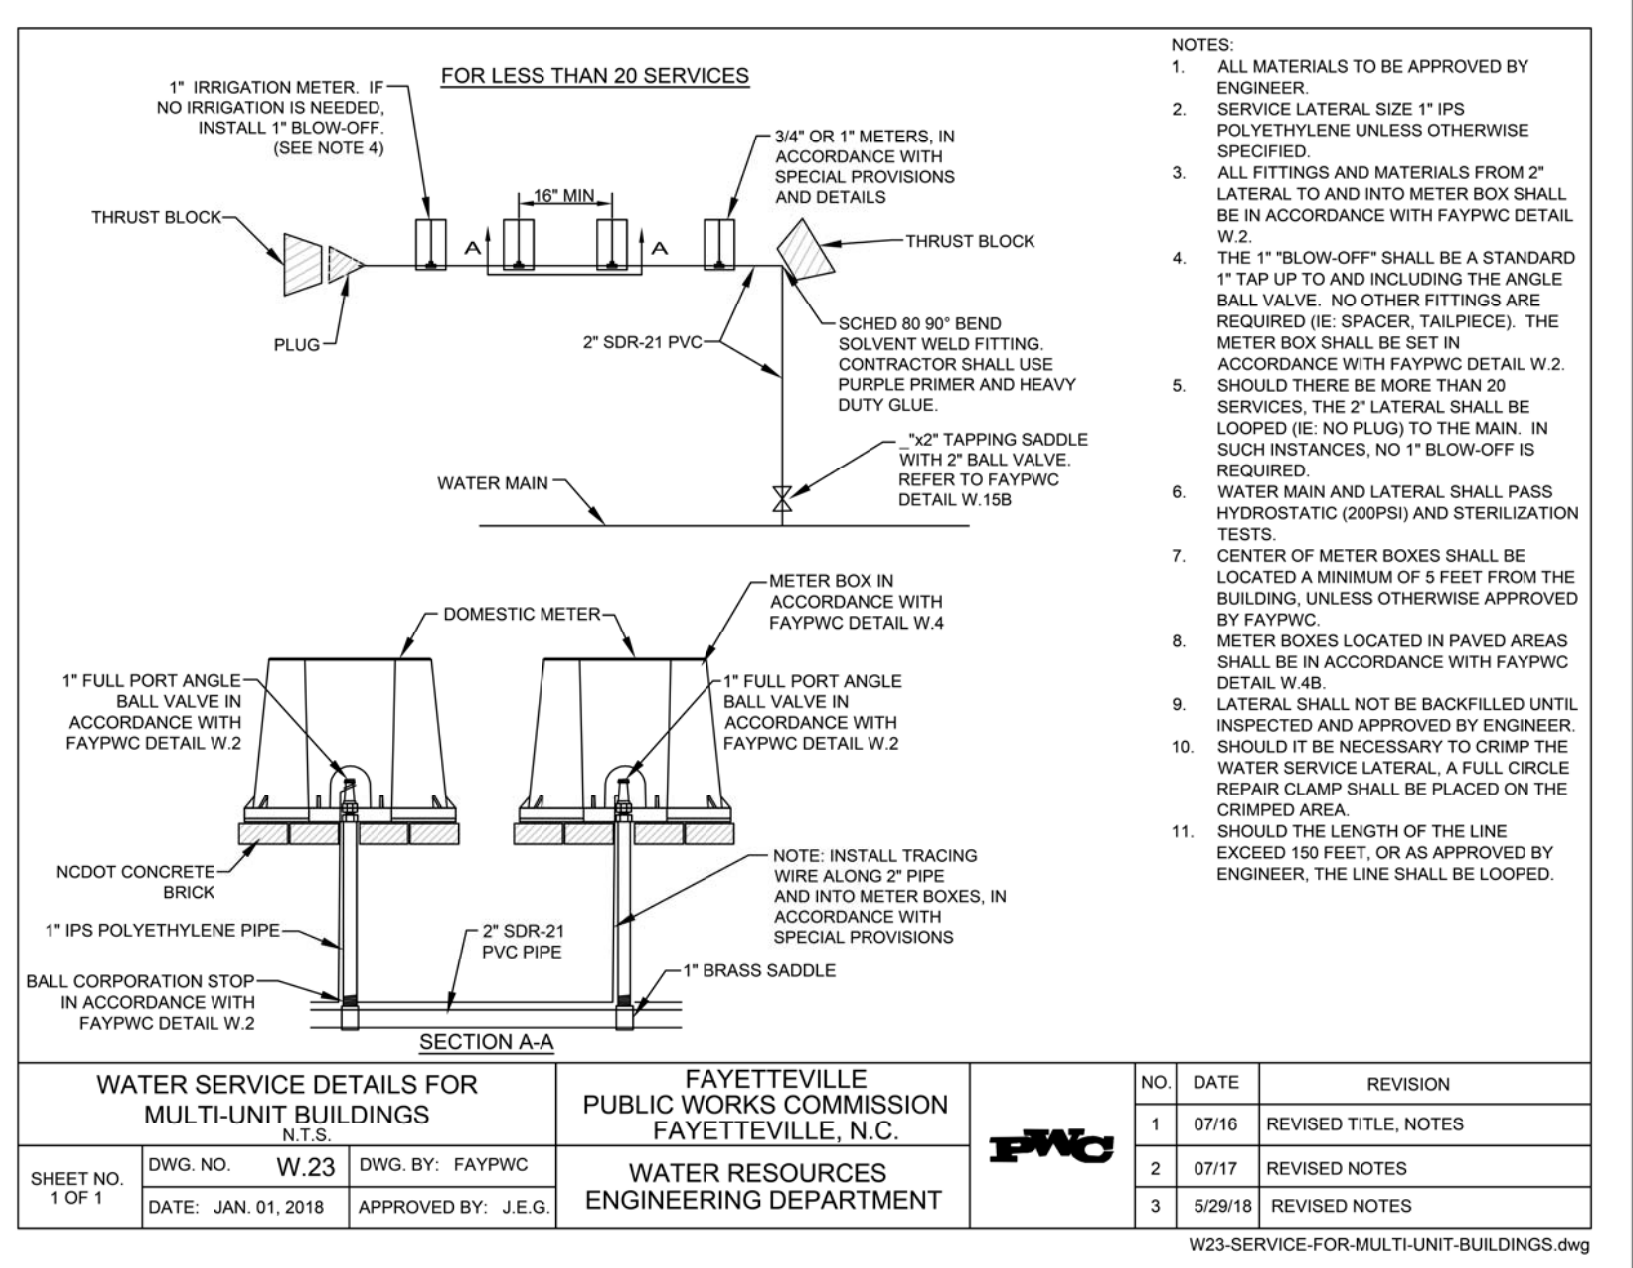 FOR LESS THAN 20 SERVICES
1" IRRIGATION METER. IF
NO IRRIGATION IS NEEDED,
INSTALL 1" BLOW-OFF.
(SEE NOTE 4)
3/4" OR 1" METERS, IN
ACCORDANCE WITH
SPECIAL PROVISIONS
AND DETAILS
16" MIN
THRUST BLOCK
A
A
THRUST BLOCK
PLUG
2" SDR-21 PVC
SCHED 80 90° BEND
SOLVENT WELD FITTING.
CONTRACTOR SHALL USE
PURPLE PRIMER AND HEAVY
DUTY GLUE.
_"x2" TAPPING SADDLE
WITH 2" BALL VALVE.
REFER TO FAYPWC
DETAIL W.15B
WATER MAIN
METER BOX IN
ACCORDANCE WITH
FAYPWC DETAIL W.4
DOMESTIC METER
1" FULL PORT ANGLE
BALL VALVE IN
ACCORDANCE WITH
FAYPWC DETAIL W.2
1" FULL PORT ANGLE
BALL VALVE IN
ACCORDANCE WITH
FAYPWC DETAIL W.2
NCDOT CONCRETE
BRICK
NOTE: INSTALL TRACING
WIRE ALONG 2" PIPE
AND INTO METER BOXES, IN
ACCORDANCE WITH
SPECIAL PROVISIONS
1" IPS POLYETHYLENE PIPE
2" SDR-21
PVC PIPE
1" BRASS SADDLE
BALL CORPORATION STOP
IN ACCORDANCE WITH
FAYPWC DETAIL W.2
SECTION A-A
NOTES:
1. ALL MATERIALS TO BE APPROVED BY
ENGINEER.
2. SERVICE LATERAL SIZE 1" IPS
POLYETHYLENE UNLESS OTHERWISE
SPECIFIED.
3. ALL FITTINGS AND MATERIALS FROM 2"
LATERAL TO AND INTO METER BOX SHALL
BE IN ACCORDANCE WITH FAYPWC DETAIL
W.2.
4. THE 1" "BLOW-OFF" SHALL BE A STANDARD
1" TAP UP TO AND INCLUDING THE ANGLE
BALL VALVE. NO OTHER FITTINGS ARE
REQUIRED (IE: SPACER, TAILPIECE). THE
METER BOX SHALL BE SET IN
ACCORDANCE WITH FAYPWC DETAIL W.2.
5. SHOULD THERE BE MORE THAN 20
SERVICES, THE 2" LATERAL SHALL BE
LOOPED (IE: NO PLUG) TO THE MAIN. IN
SUCH INSTANCES, NO 1" BLOW-OFF IS
REQUIRED.
6. WATER MAIN AND LATERAL SHALL PASS
HYDROSTATIC (200PSI) AND STERILIZATION
TESTS.
7. CENTER OF METER BOXES SHALL BE
LOCATED A MINIMUM OF 5 FEET FROM THE
BUILDING, UNLESS OTHERWISE APPROVED
BY FAYPWC.
8. METER BOXES LOCATED IN PAVED AREAS
SHALL BE IN ACCORDANCE WITH FAYPWC
DETAIL W.4B.
9. LATERAL SHALL NOT BE BACKFILLED UNTIL
INSPECTED AND APPROVED BY ENGINEER.
10. SHOULD IT BE NECESSARY TO CRIMP THE
WATER SERVICE LATERAL, A FULL CIRCLE
REPAIR CLAMP SHALL BE PLACED ON THE
CRIMPED AREA.
11. SHOULD THE LENGTH OF THE LINE
EXCEED 150 FEET, OR AS APPROVED BY
ENGINEER, THE LINE SHALL BE LOOPED.
WATER SERVICE DETAILS FOR
MULTI-UNIT BUILDINGS
N.T.S.
SHEET NO.
1 OF 1
DWG. NO. W.23
DWG. BY: FAYPWC
DATE: JAN. 01, 2018
APPROVED BY: J.E.G.
FAYETTEVILLE
PUBLIC WORKS COMMISSION
FAYETTEVILLE, N.C.
WATER RESOURCES
ENGINEERING DEPARTMENT
PWC
NO. DATE REVISION
1 07/16 REVISED TITLE, NOTES
2 07/17 REVISED NOTES
3 5/29/18 REVISED NOTES
W23-SERVICE-FOR-MULTI-UNIT-BUILDINGS.dwg